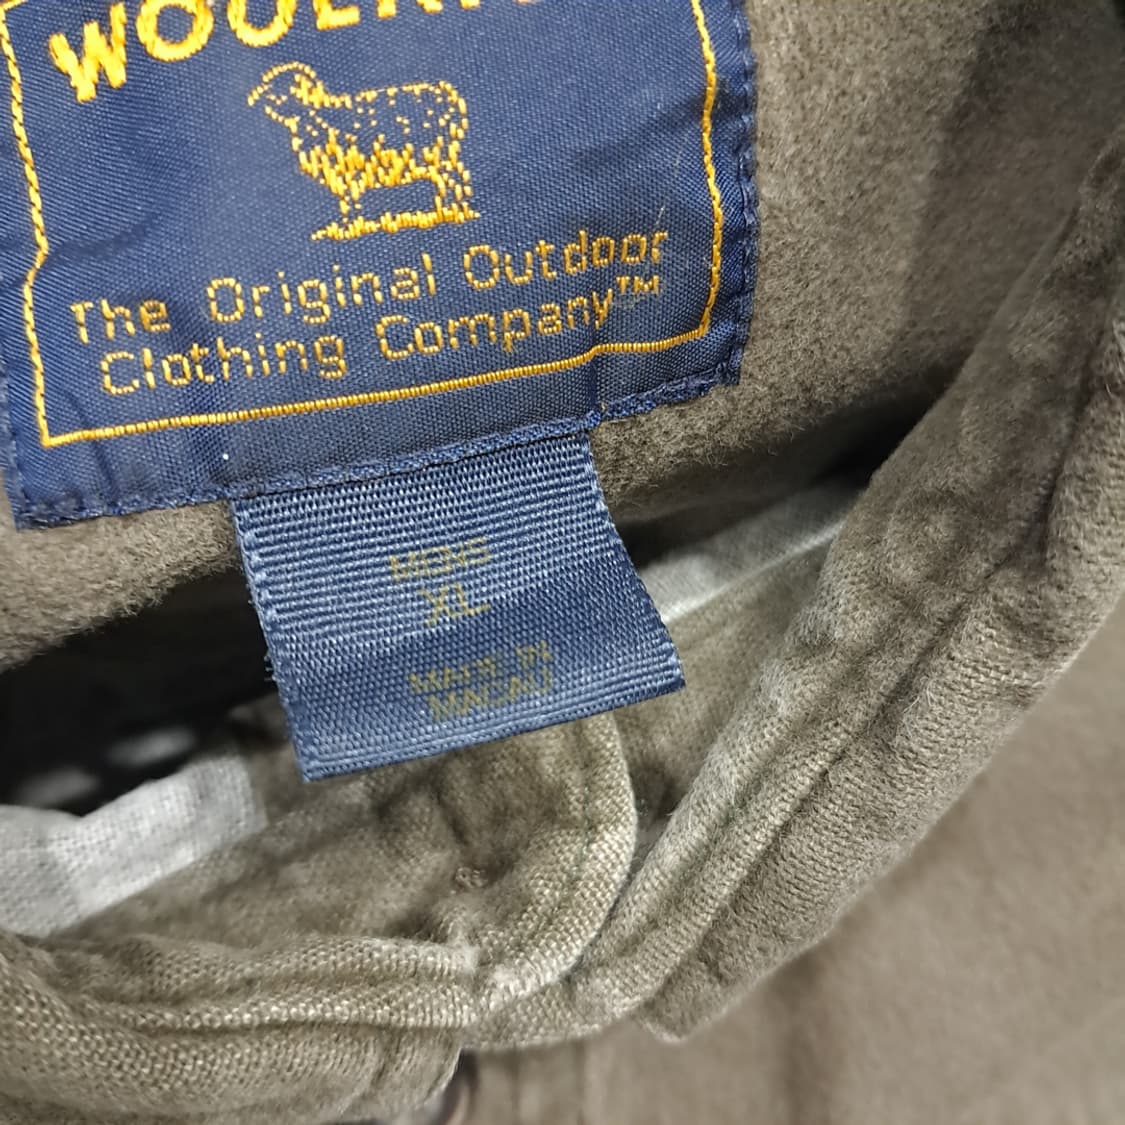 WOOLRI
The Original Outdoor
Clothing Company™
MENS
XL
MADE IN
MACAU